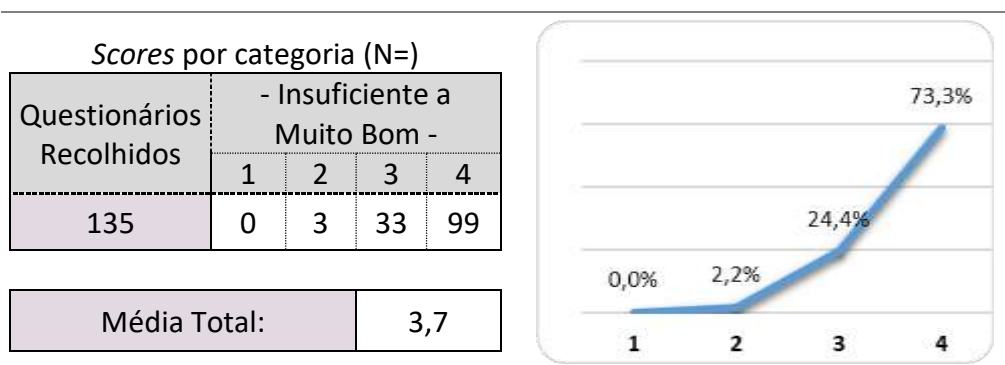 Scores por categoria (N=)
Questionários
Recolhidos
- Insuficiente a
Muito Bom -
1 2 3 4
135 0 3 33 99
Média Total: 3,7
73,3%
24,4%
0,0% 2,2%
1 2 3 4